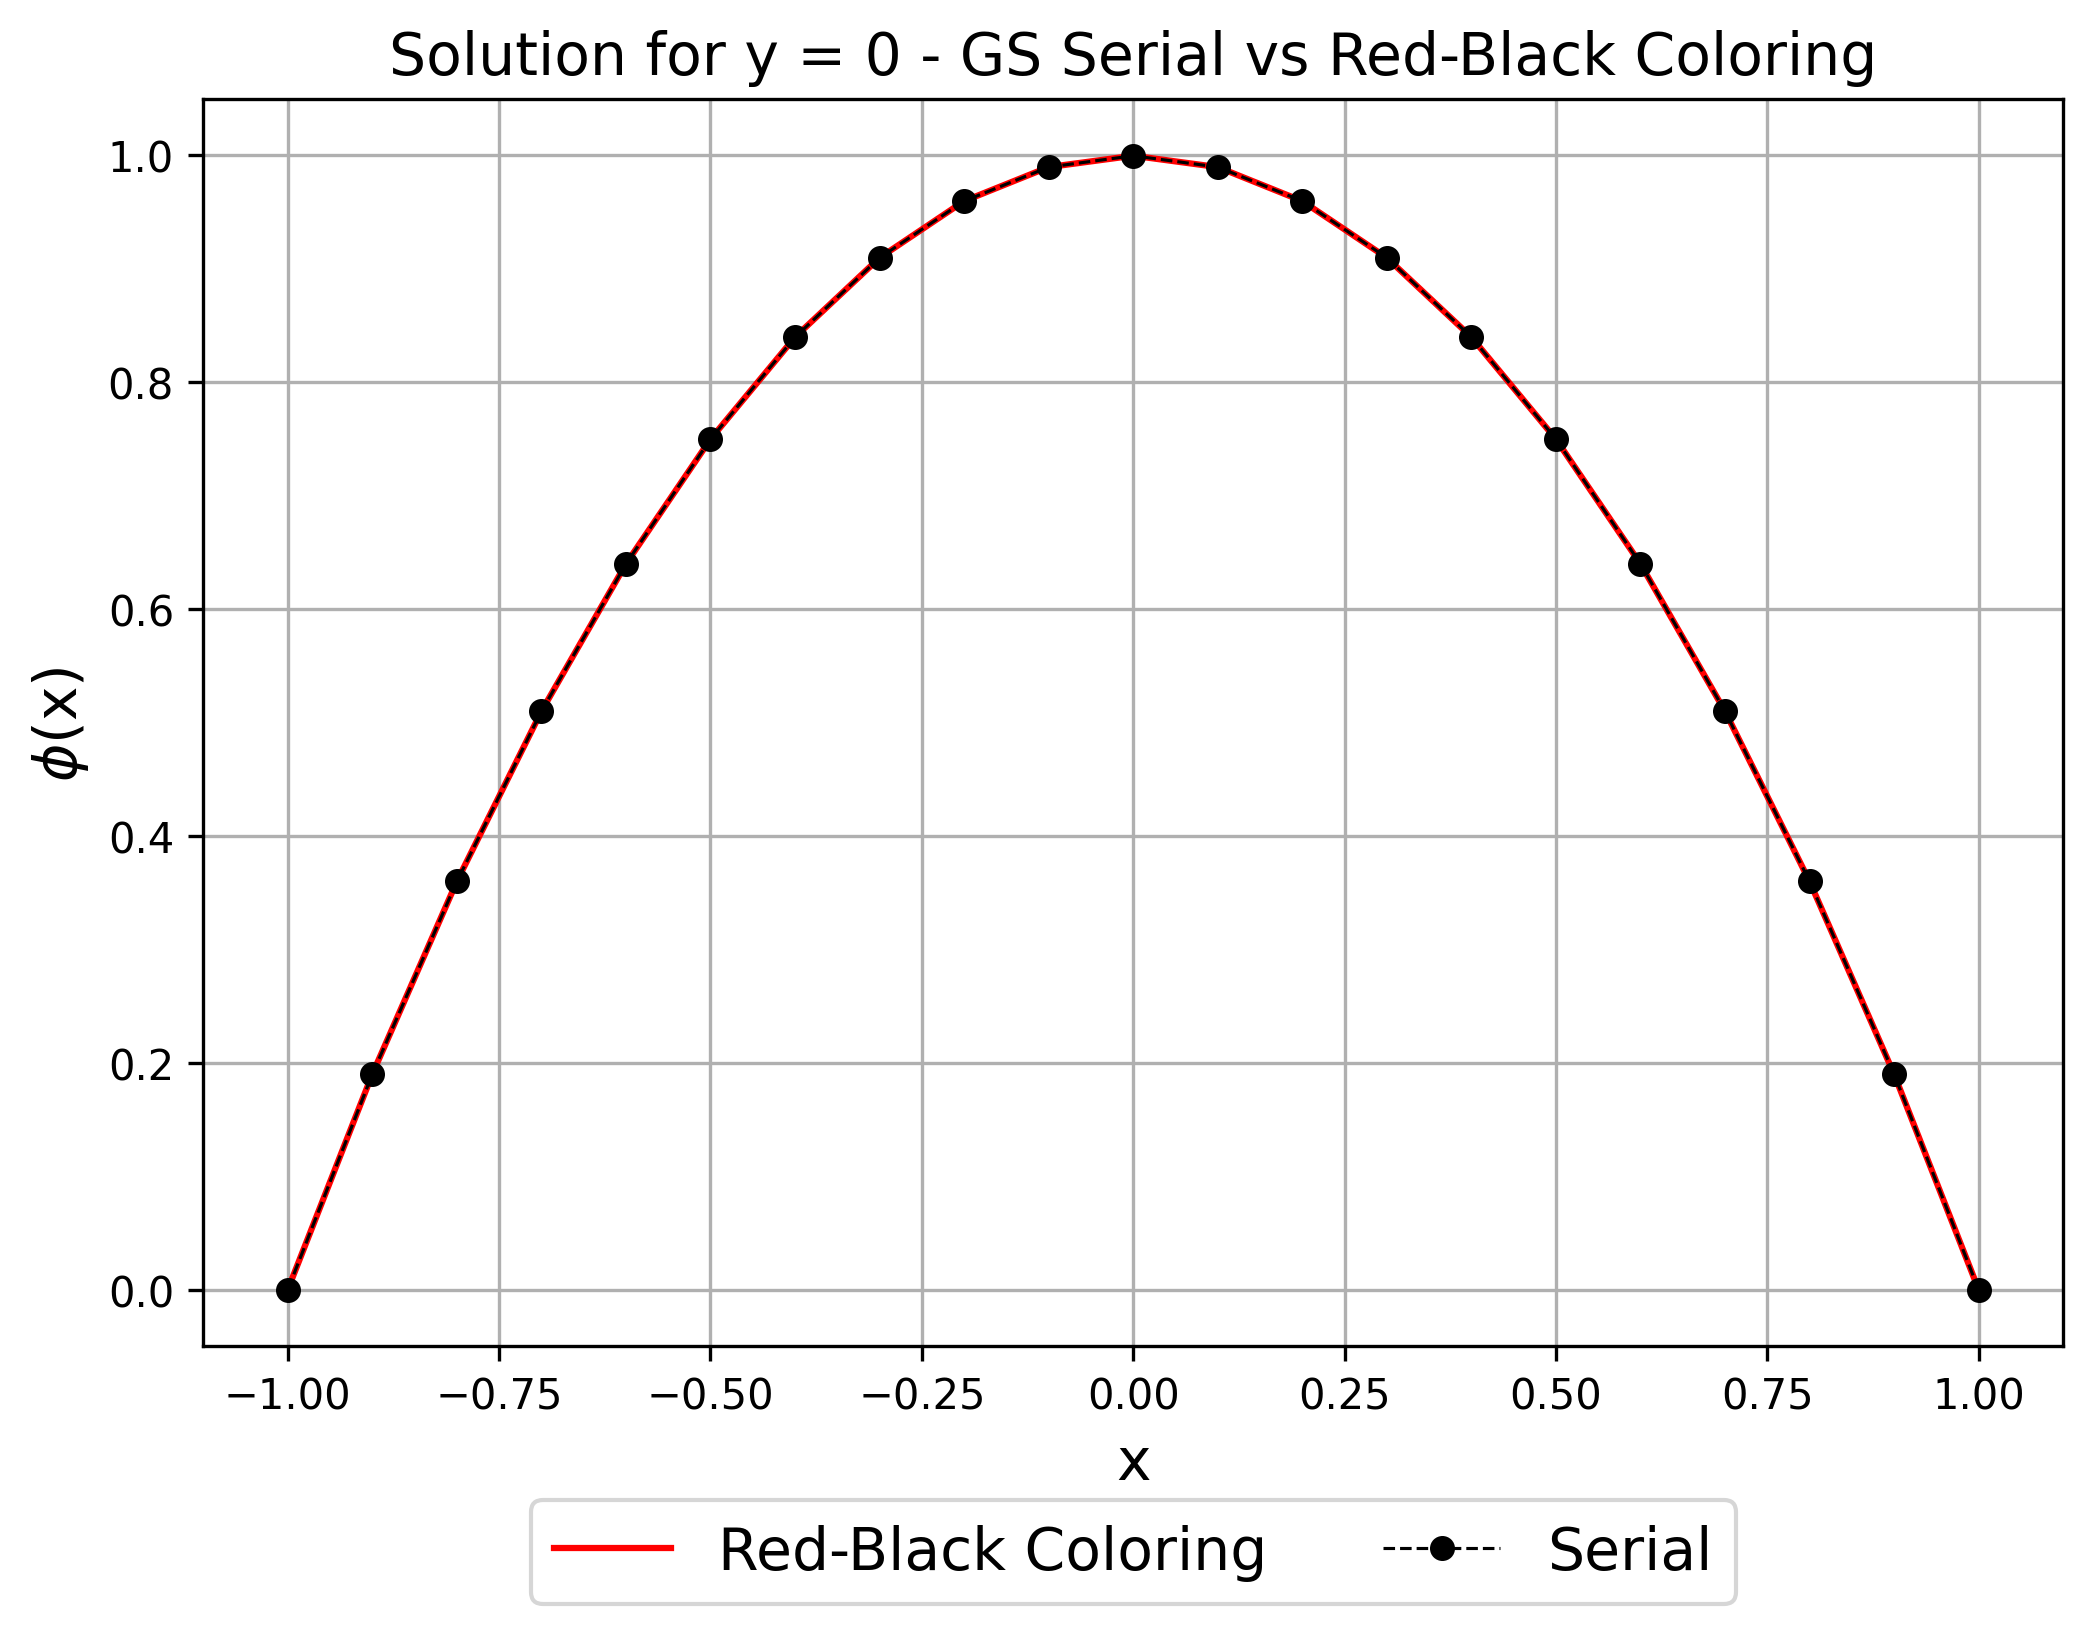 Solution for y = 0 - GS Serial vs Red-Black Coloring
1.0
0.8
0.6
0.4
0.2
0.0
ϕ(x)
−1.00 −0.75 −0.50 −0.25 0.00 0.25 0.50 0.75 1.00
x
Red-Black Coloring Serial